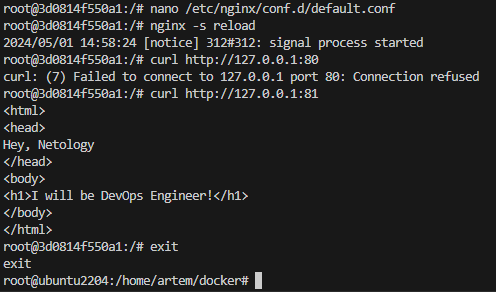 root@3d0814f550a1:/# nano /etc/nginx/conf.d/default.conf
root@3d0814f550a1:/# nginx -s reload
2024/05/01 14:58:24 [notice] 312#312: signal process started
root@3d0814f550a1:/# curl http://127.0.0.1:80
curl: (7) Failed to connect to 127.0.0.1 port 80: Connection refused
root@3d0814f550a1:/# curl http://127.0.0.1:81
<html>
<head>
Hey, Netology
</head>
<body>
<h1>I will be DevOps Engineer!</h1>
</body>
</html>
root@3d0814f550a1:/# exit
exit
root@ubuntu2204:/home/artem/docker#